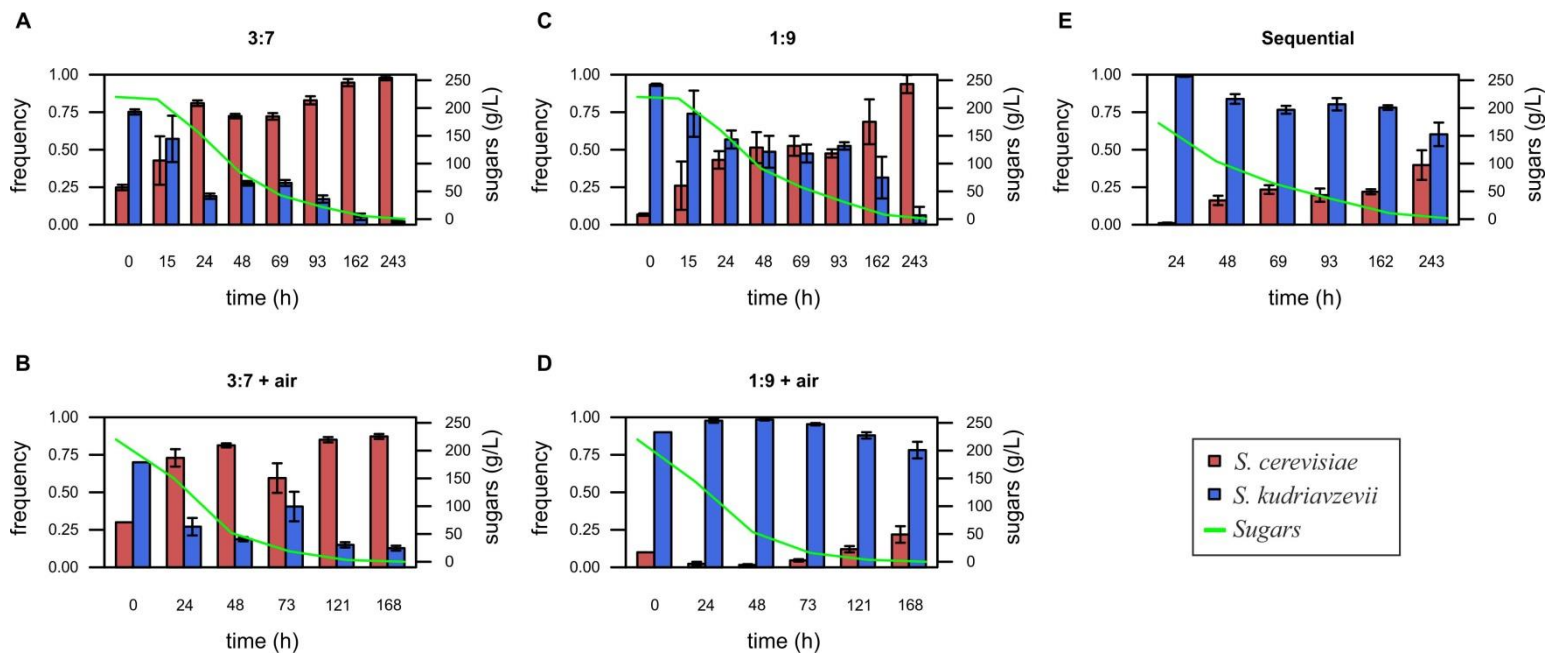 A
3:7
1.00
0.75
0.50
0.25
0.00
frequency
250
200
150
100
50
0
sugars (g/L)
0 15 24 48 69 93 162 243
time (h)
C
1:9
1.00
0.75
0.50
0.25
0.00
frequency
250
200
150
100
50
0
sugars (g/L)
0 15 24 48 69 93 162 243
time (h)
E
Sequential
1.00
0.75
0.50
0.25
0.00
frequency
250
200
150
100
50
0
sugars (g/L)
24 48 69 93 162 243
time (h)
B
3:7 + air
1.00
0.75
0.50
0.25
0.00
frequency
250
200
150
100
50
0
sugars (g/L)
0 24 48 73 121 168
time (h)
D
1:9 + air
1.00
0.75
0.50
0.25
0.00
frequency
250
200
150
100
50
0
sugars (g/L)
0 24 48 73 121 168
time (h)
S. cerevisiae
S. kudriavzevii
Sugars